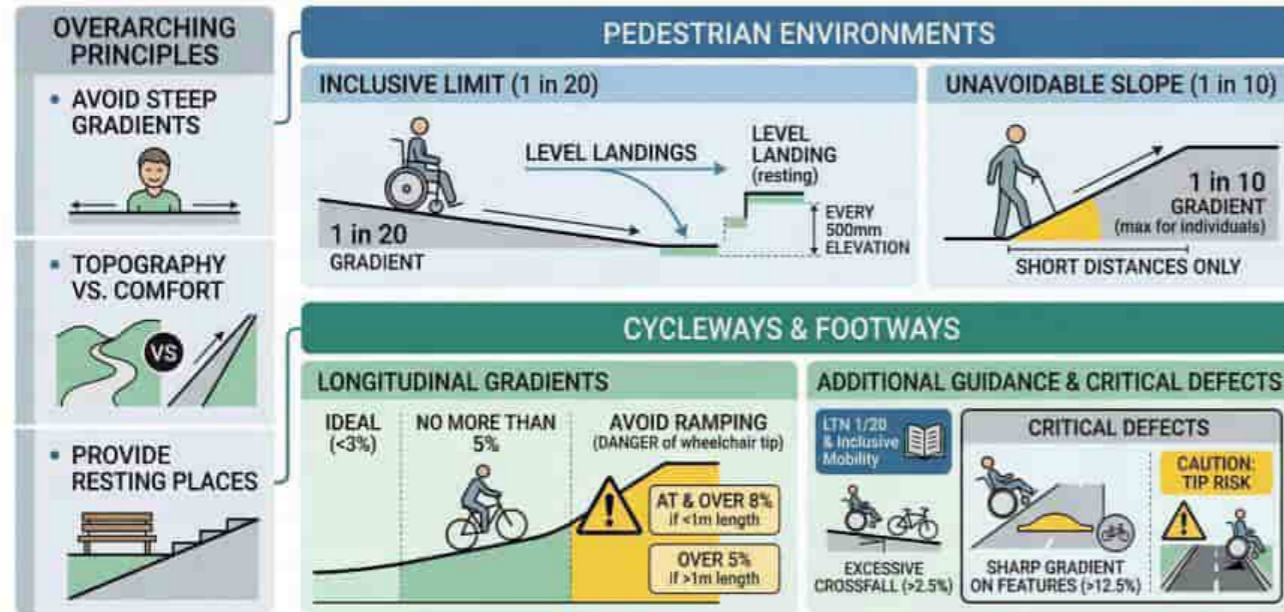 OVERARCHING
PRINCIPLES
• AVOID STEEP
GRADIENTS
• TOPOGRAPHY
VS. COMFORT
VS
• PROVIDE
RESTING PLACES
PEDESTRIAN ENVIRONMENTS
INCLUSIVE LIMIT (1 in 20)
LEVEL LANDINGS
LEVEL
LANDING
(resting)
EVERY
500mm
ELEVATION
1 in 20
GRADIENT
UNAVOIDABLE SLOPE (1 in 10)
1 in 10
GRADIENT
(max for individuals)
SHORT DISTANCES ONLY
CYCLEWAYS & FOOTWAYS
LONGITUDINAL GRADIENTS
IDEAL
(<3%)
NO MORE THAN
5%
AVOID RAMPING
(DANGER of wheelchair tip)
AT & OVER 8%
if <1m length
OVER 5%
if >1m length
ADDITIONAL GUIDANCE & CRITICAL DEFECTS
LTN 1/20
& Inclusive
Mobility
EXCESSIVE
CROSSFALL (>2.5%)
CRITICAL DEFECTS
SHARP GRADIENT
ON FEATURES (>12.5%)
CAUTION:
TIP RISK